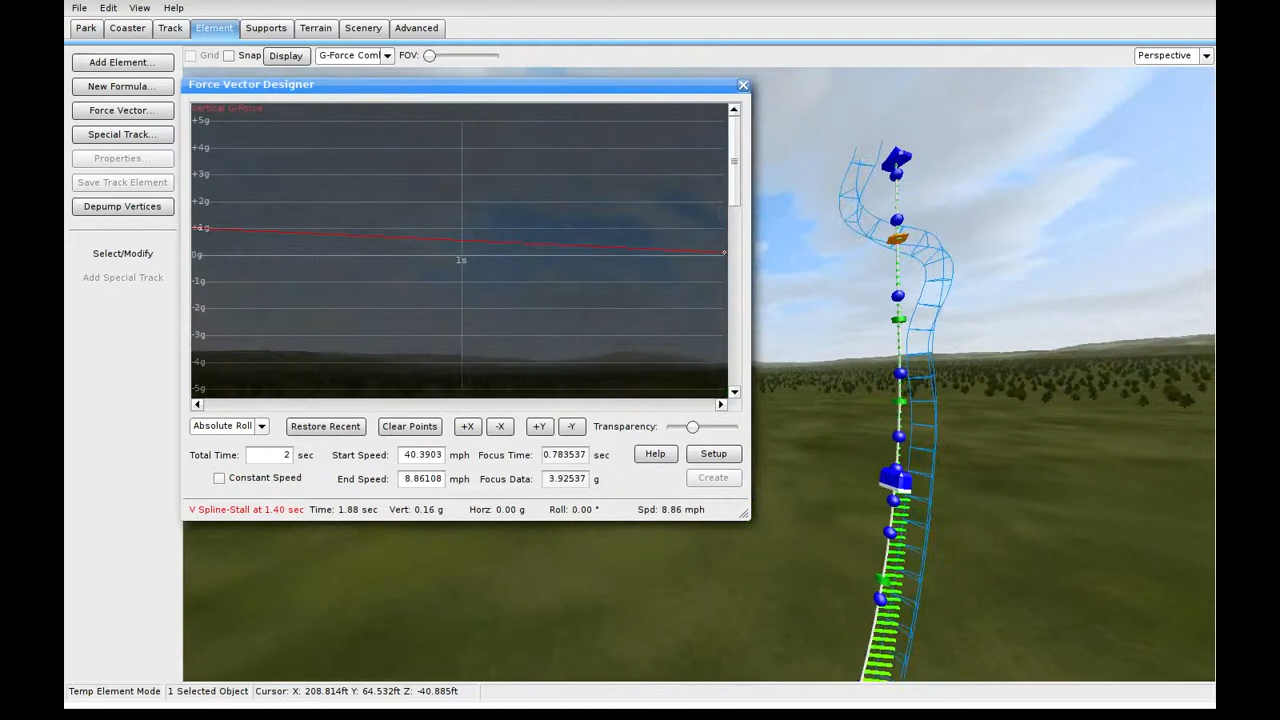 File Edit View Help
Park Coaster Track Element Supports Terrain Scenery Advanced
Add Element... Grid Snap Display G-Force Coml FOV: Perspective
New Formula...
Force Vector...
Special Track...
Properties...
Save Track Element
Depump Vertices
Select/Modify
Add Special Track
Force Vector Designer
Vertical G-Force
+5g
+4g
+3g
+2g
+1g
0g
1s
-1g
-2g
-3g
-4g
-5g
Absolute Roll Restore Recent Clear Points +X -X +Y -Y Transparency:
Total Time: 2 sec Start Speed: 40.3903 mph Focus Time: 0.783537 sec Help Setup
Constant Speed End Speed: 8.86108 mph Focus Data: 3.92537 g Create
V Spline-Stall at 1.40 sec Time: 1.88 sec Vert: 0.16 g Horz: 0.00 g Roll: 0.00 ° Spd: 8.86 mph
Temp Element Mode 1 Selected Object Cursor: X: 208.814ft Y: 64.532ft Z: -40.885ft